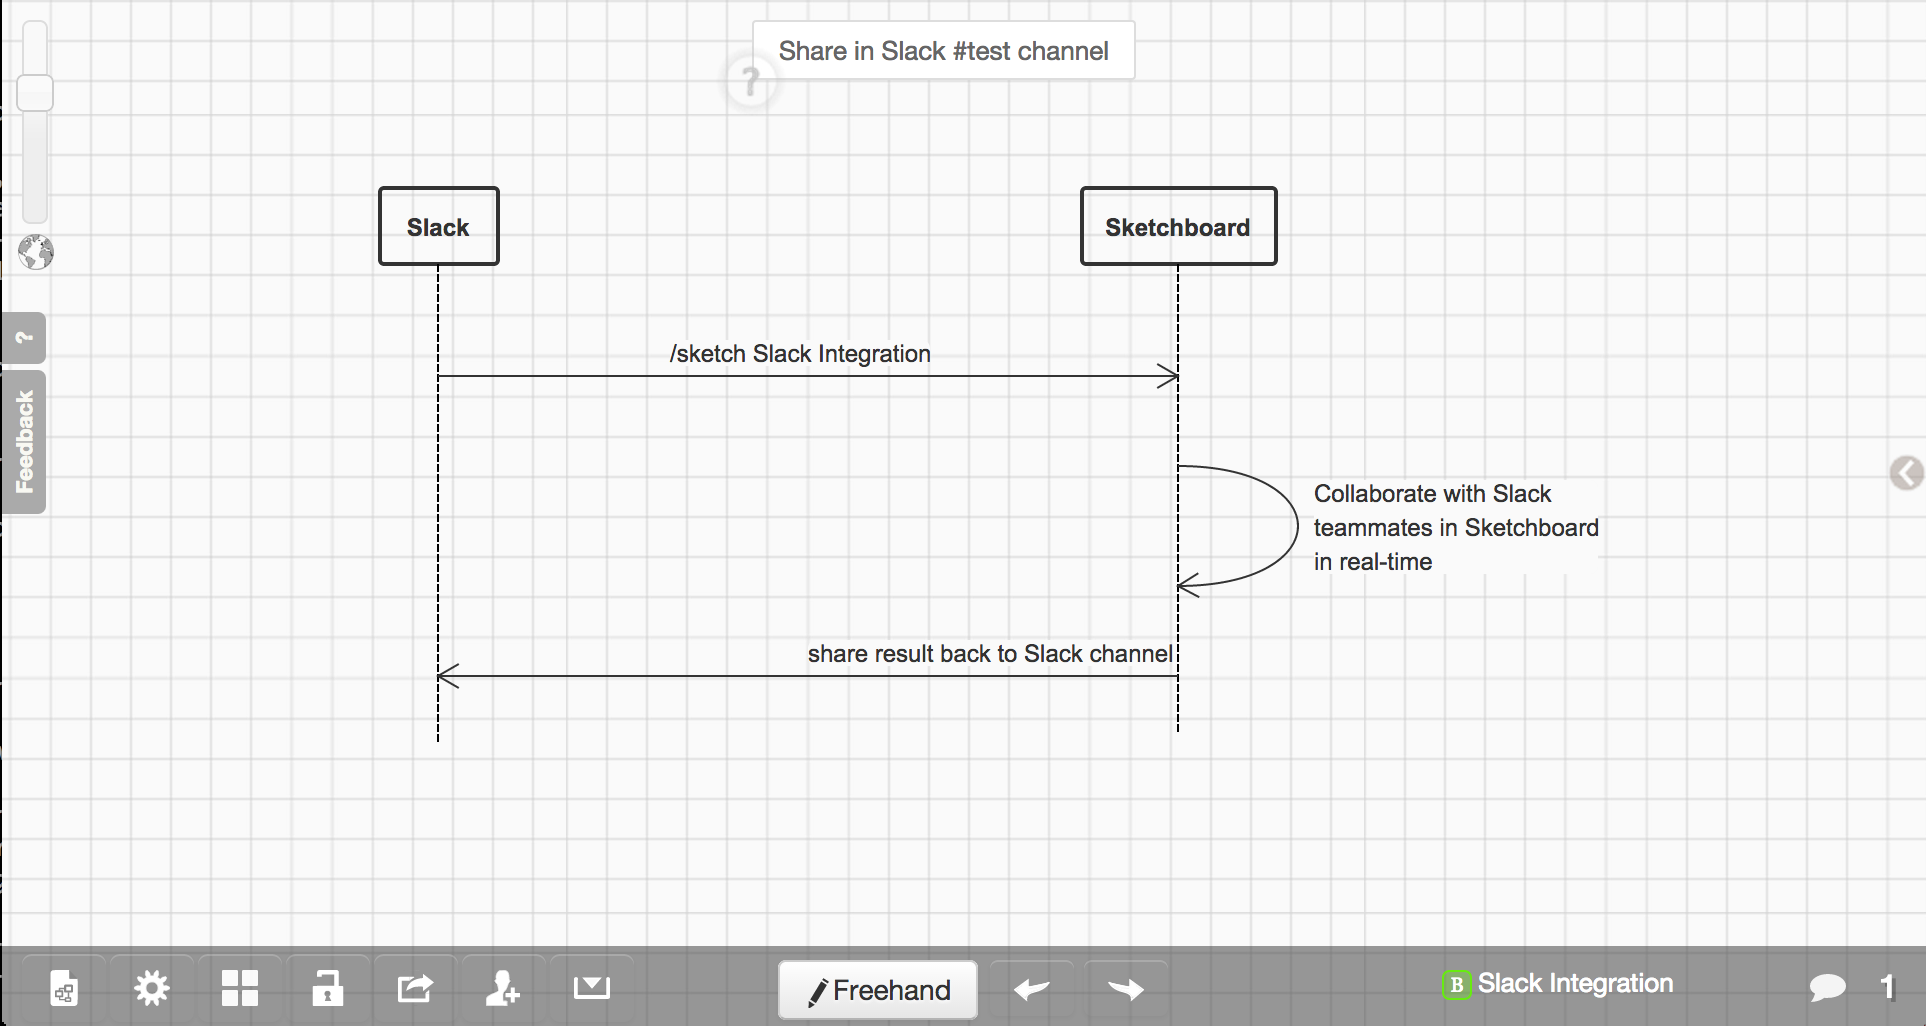 Share in Slack #test channel
?
Slack
Sketchboard
?
/sketch Slack Integration
Feedback
Collaborate with Slack
teammates in Sketchboard
in real-time
share result back to Slack channel
Freehand
B Slack Integration
1